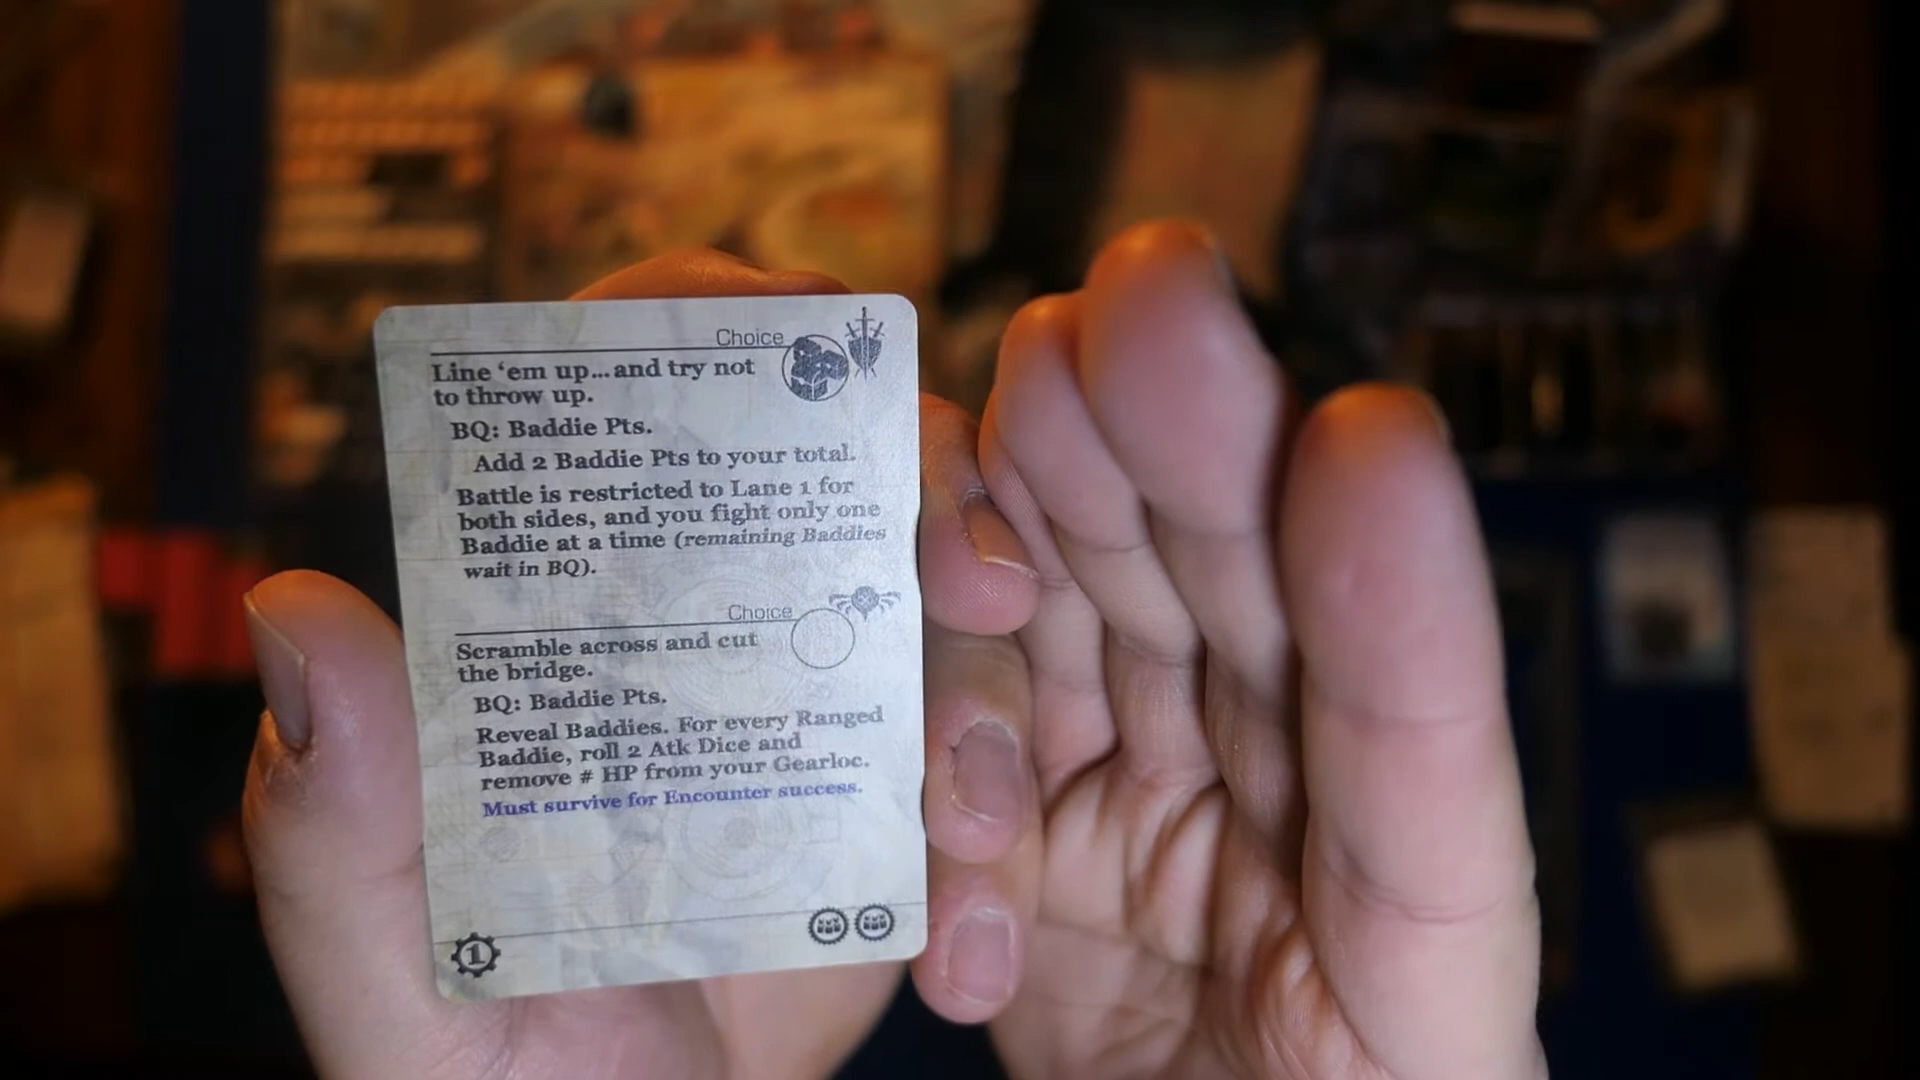 Choice
Line ‘em up...and try not
to throw up.
BQ: Baddie Pts.
Add 2 Baddie Pts to your total.
Battle is restricted to Lane 1 for
both sides, and you fight only one
Baddie at a time (remaining Baddies
wait in BQ).
Choice
Scramble across and cut
the bridge.
BQ: Baddie Pts.
Reveal Baddies. For every Ranged
Baddie, roll 2 Atk Dice and
remove # HP from your Gearloc.
Must survive for Encounter success.
1